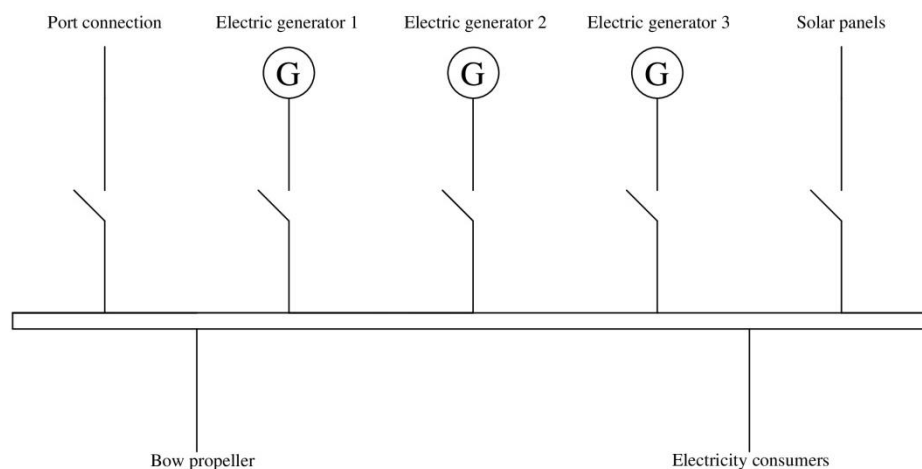 Port connection
Electric generator 1
Electric generator 2
Electric generator 3
Solar panels
G
G
G
Bow propeller
Electricity consumers